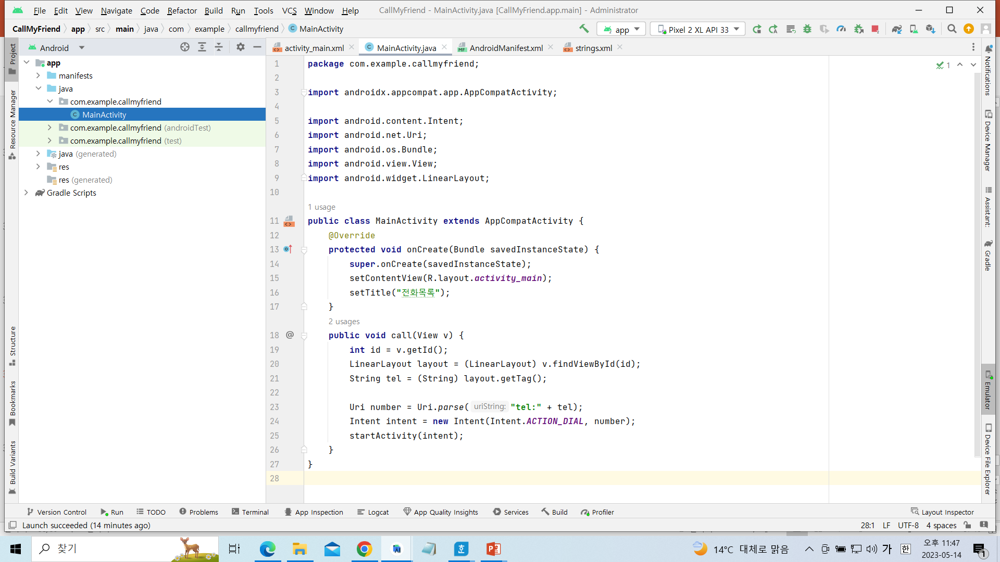 File Edit View Navigate Code Refactor Build Run Tools VCS Window Help CallMyFriend - MainActivity.java [CallMyFriend.app.main] - Administrator
CallMyFriend app src main java com example callmyfriend MainActivity app Pixel 2 XL API 33
Android
activity_main.xml MainActivity.java AndroidManifest.xml strings.xml
Project
Resource Manager
Structure
Bookmarks
Build Variants
app
manifests
java
com.example.callmyfriend
MainActivity
com.example.callmyfriend (androidTest)
com.example.callmyfriend (test)
java (generated)
res
res (generated)
Gradle Scripts
1 package com.example.callmyfriend;
2
3 import androidx.appcompat.app.AppCompatActivity;
4
5 import android.content.Intent;
6 import android.net.Uri;
7 import android.os.Bundle;
8 import android.view.View;
9 import android.widget.LinearLayout;
10
1 usage
11 public class MainActivity extends AppCompatActivity {
12 @Override
13 protected void onCreate(Bundle savedInstanceState) {
14 super.onCreate(savedInstanceState);
15 setContentView(R.layout.activity_main);
16 setTitle("전화목록");
17 }
2 usages
18 @ public void call(View v) {
19 int id = v.getId();
20 LinearLayout layout = (LinearLayout) v.findViewById(id);
21 String tel = (String) layout.getTag();
22
23 Uri number = Uri.parse( uriString: "tel:" + tel);
24 Intent intent = new Intent(Intent.ACTION_DIAL, number);
25 startActivity(intent);
26 }
27 }
28
1
Notifications
Device Manager
Assistant:
Gradle
Emulator
Device File Explorer
Version Control Run TODO Problems Terminal App Inspection Logcat App Quality Insights Services Build Profiler Layout Inspector
Launch succeeded (14 minutes ago) 28:1 LF UTF-8 4 spaces
찾기 14°C 대체로 맑음 가 한 오후 11:47
2023-05-14 1